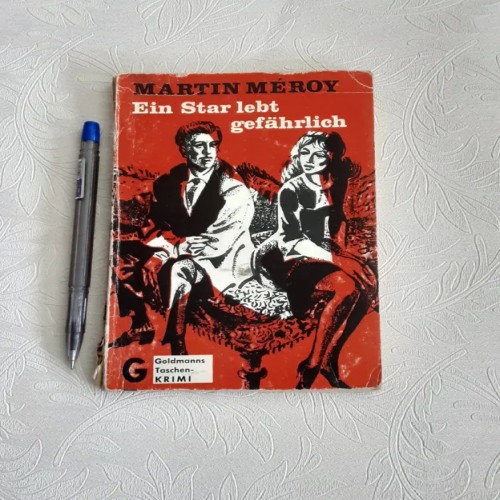 MARTIN MÉROY
Ein Star lebt
gefährlich
G
Goldmanns
Taschen-
KRIMI